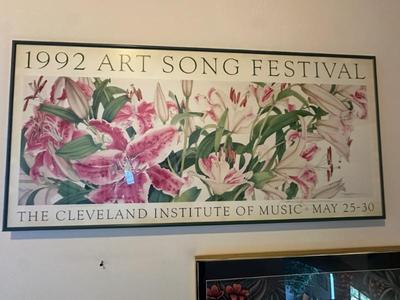 1992 ART SONG FESTIVAL
THE CLEVELAND INSTITUTE OF MUSIC • MAY 25-30